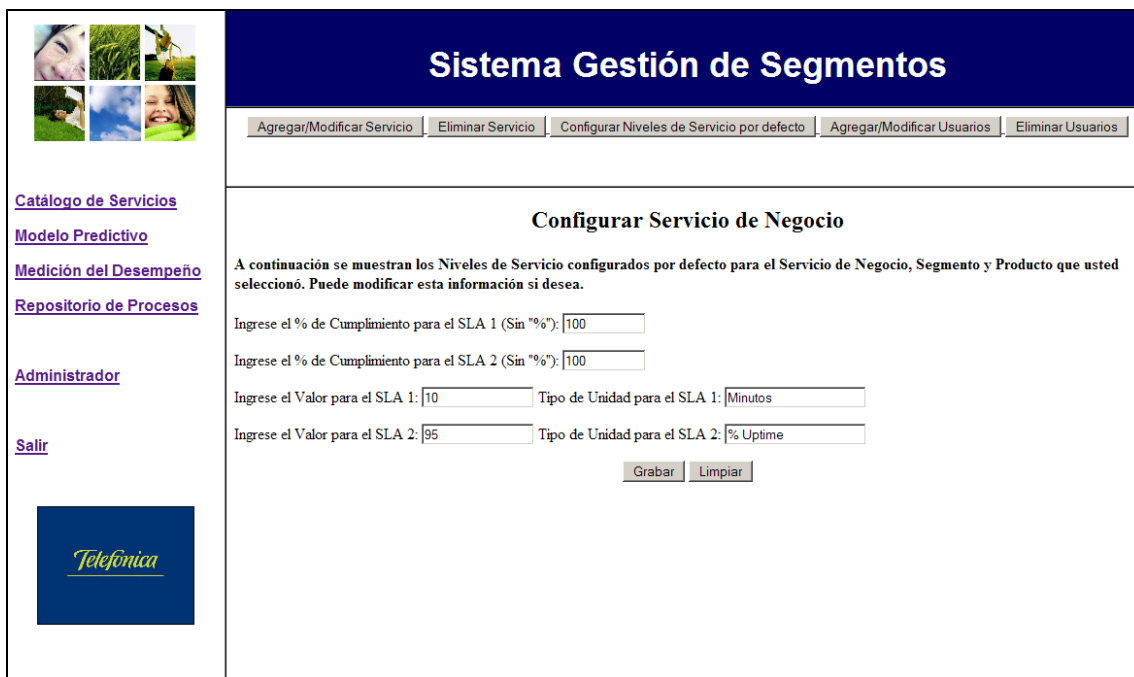 Sistema Gestión de Segmentos
Agregar/Modificar Servicio Eliminar Servicio Configurar Niveles de Servicio por defecto Agregar/Modificar Usuarios Eliminar Usuarios
Catálogo de Servicios
Modelo Predictivo
Medición del Desempeño
Repositorio de Procesos
Administrador
Salir
Telefónica
Configurar Servicio de Negocio
A continuación se muestran los Niveles de Servicio configurados por defecto para el Servicio de Negocio, Segmento y Producto que usted
seleccionó. Puede modificar esta información si desea.
Ingrese el % de Cumplimiento para el SLA 1 (Sin "%"): 100
Ingrese el % de Cumplimiento para el SLA 2 (Sin "%"): 100
Ingrese el Valor para el SLA 1: 10 Tipo de Unidad para el SLA 1: Minutos
Ingrese el Valor para el SLA 2: 95 Tipo de Unidad para el SLA 2: % Uptime
Grabar Limpiar